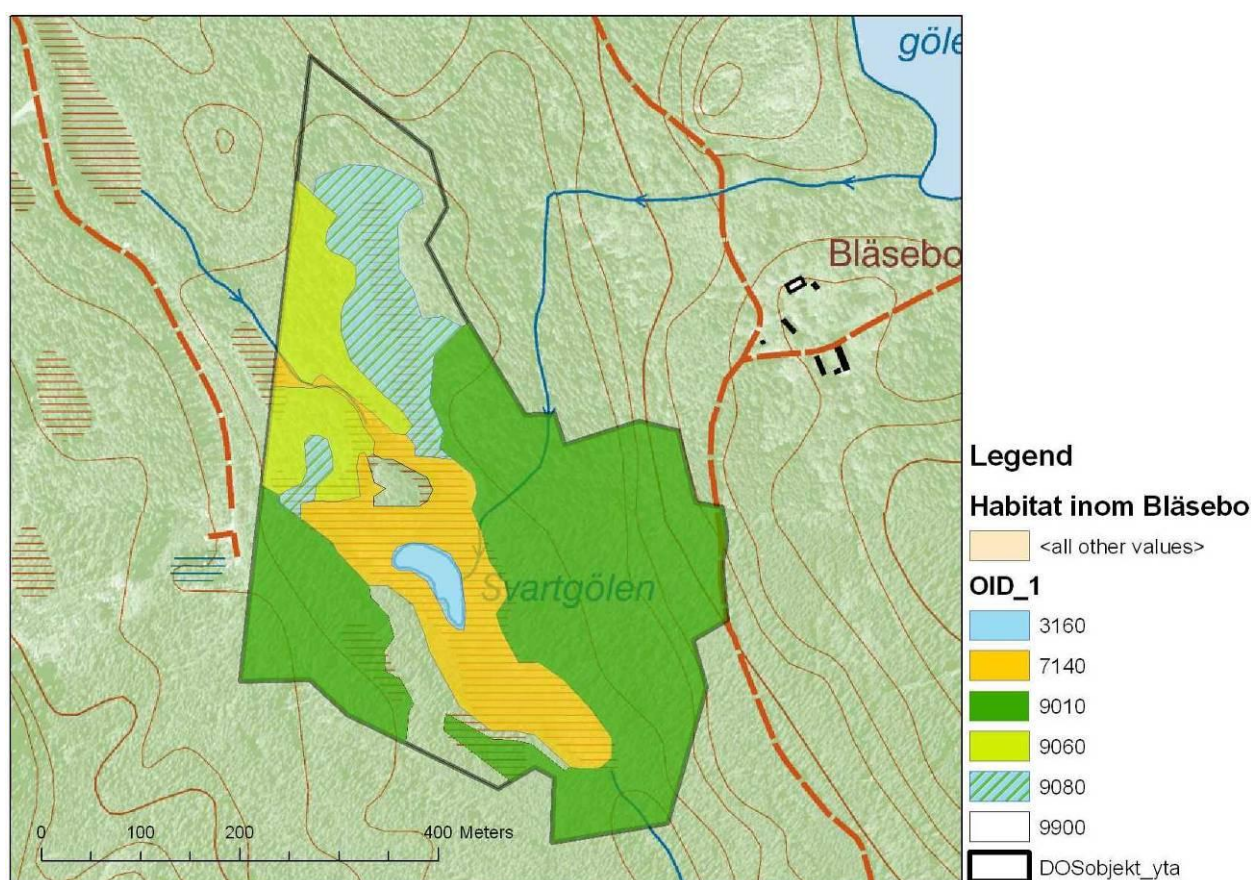 göle
Bläsebo
Svartgölen
0 100 200 400 Meters
Legend
Habitat inom Bläsebo
<all other values>
OID_1
3160
7140
9010
9060
9080
9900
DOSobjekt_yta